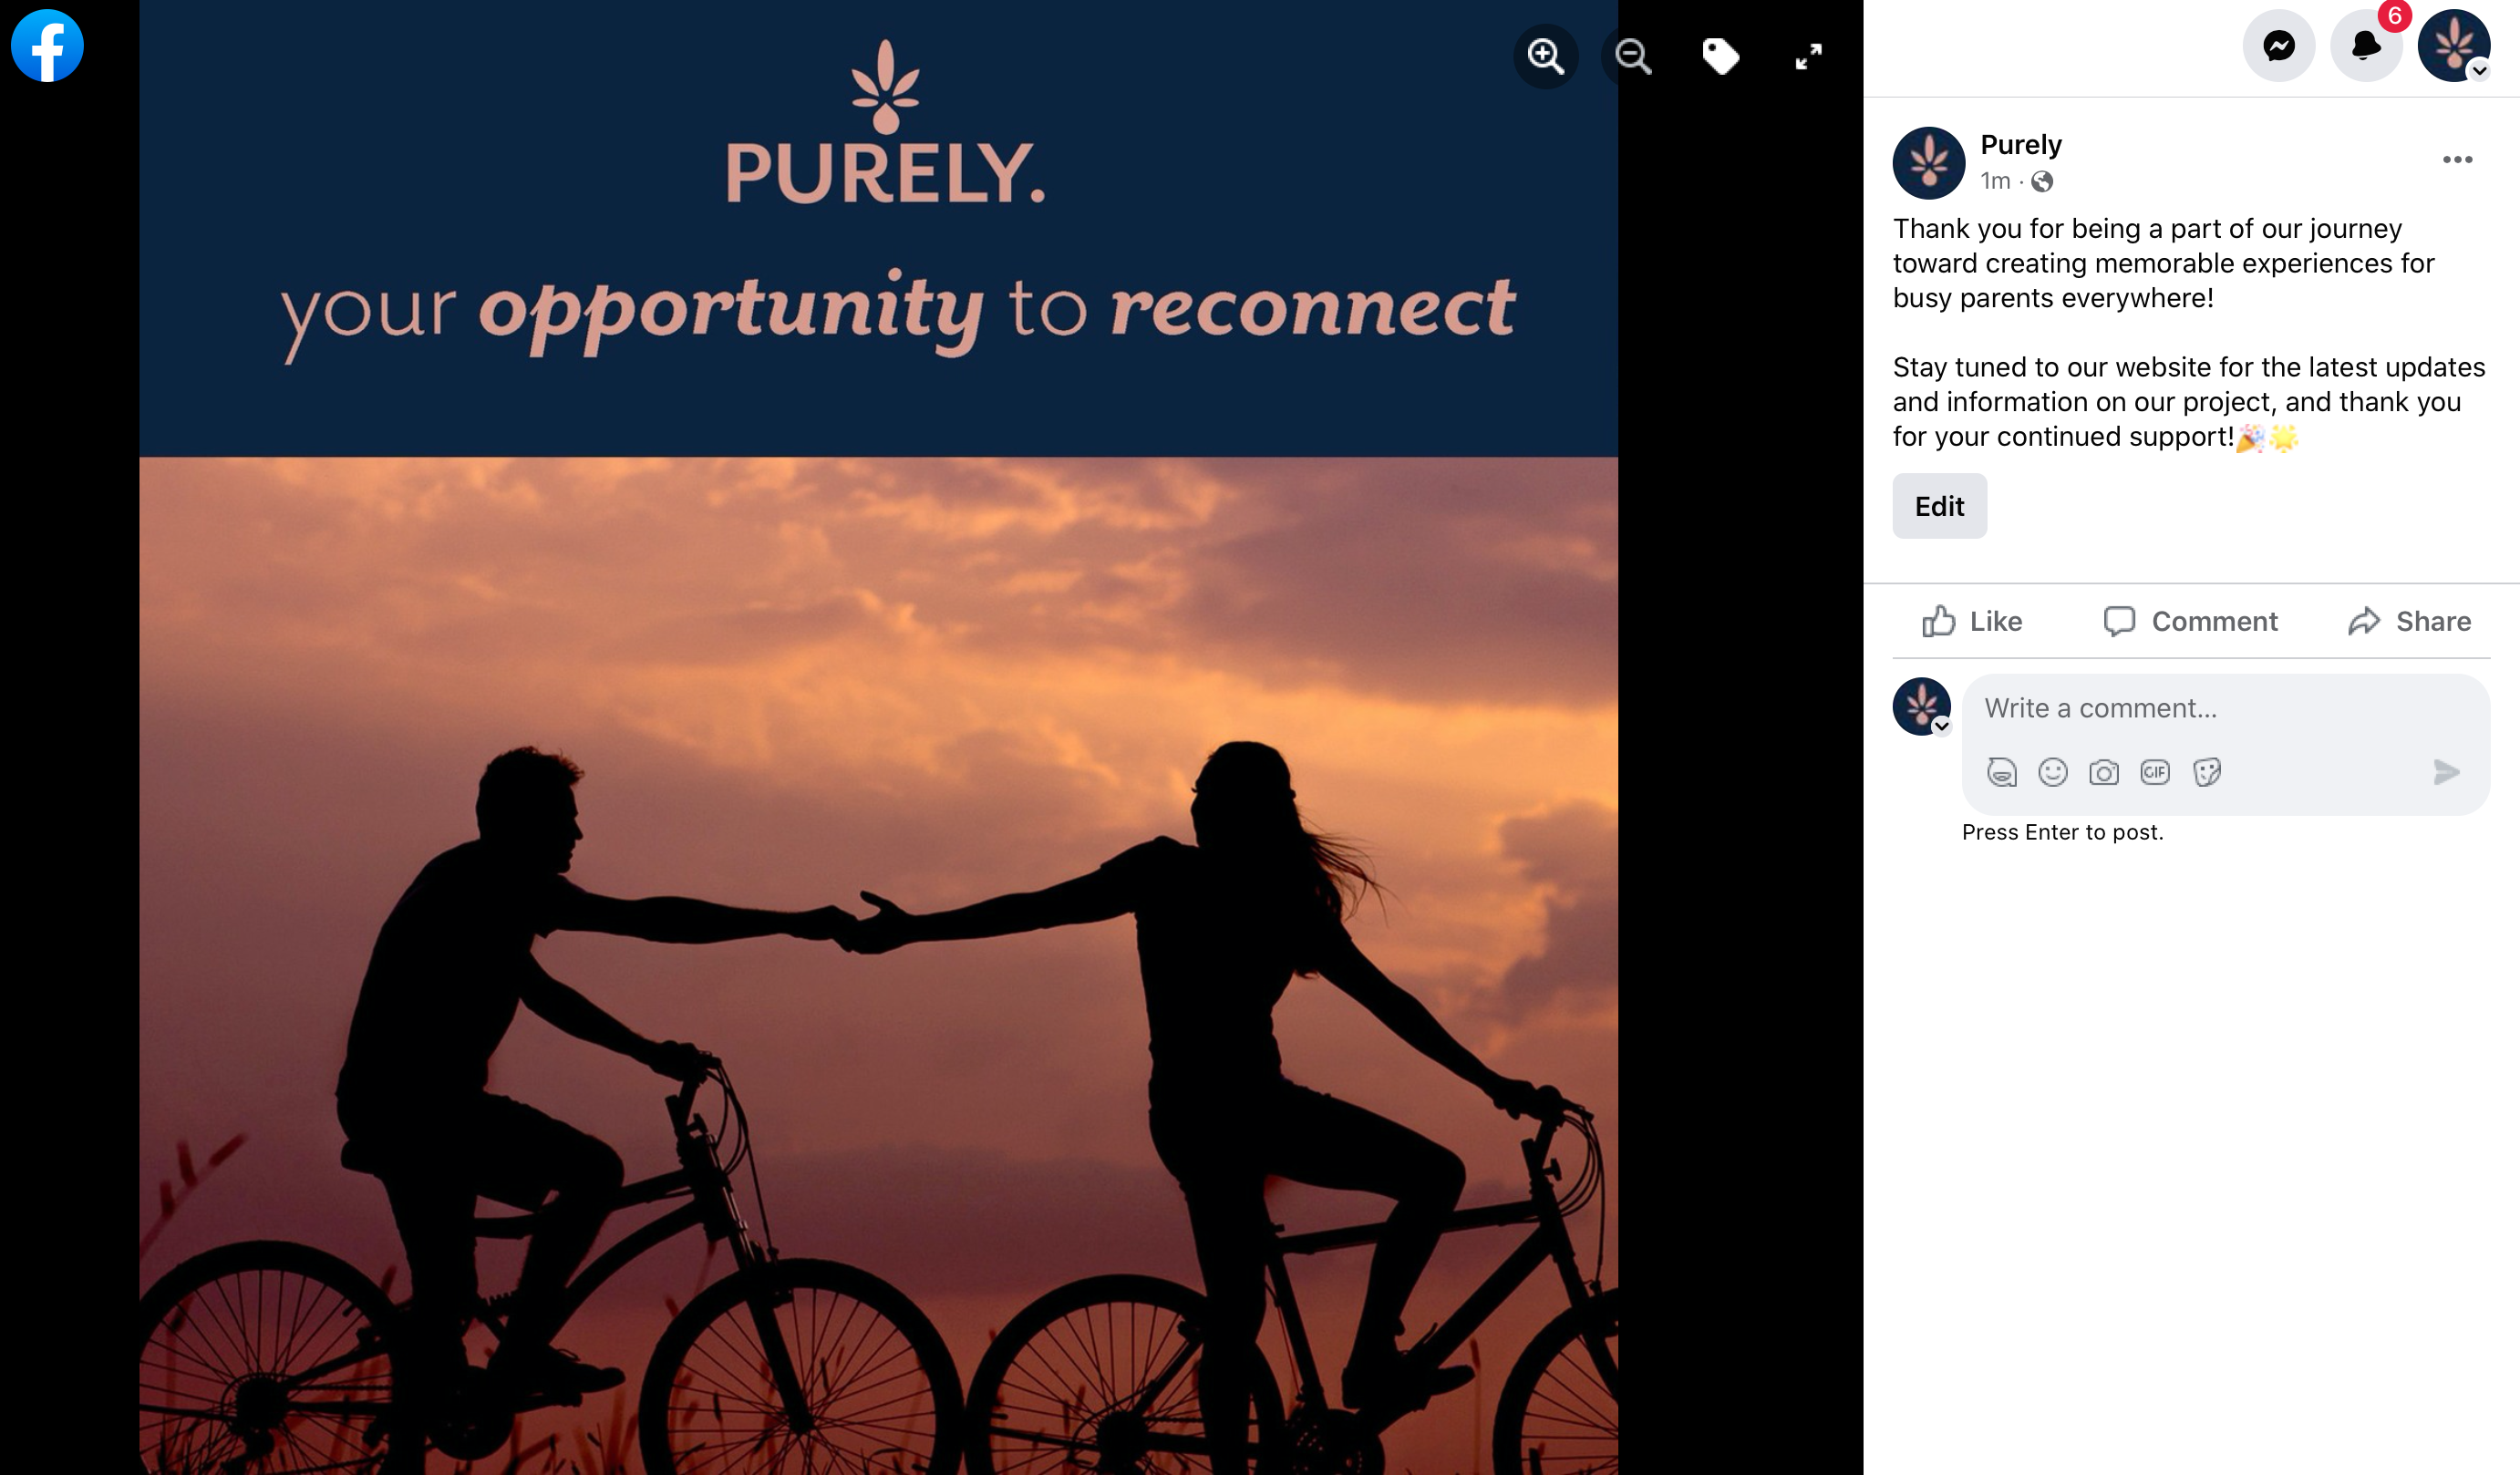 PURELY.
your opportunity to reconnect
6
Purely
1m ·
Thank you for being a part of our journey
toward creating memorable experiences for
busy parents everywhere!
Stay tuned to our website for the latest updates
and information on our project, and thank you
for your continued support!🎉🌟
Edit
Like Comment Share
Write a comment...
GIF
Press Enter to post.